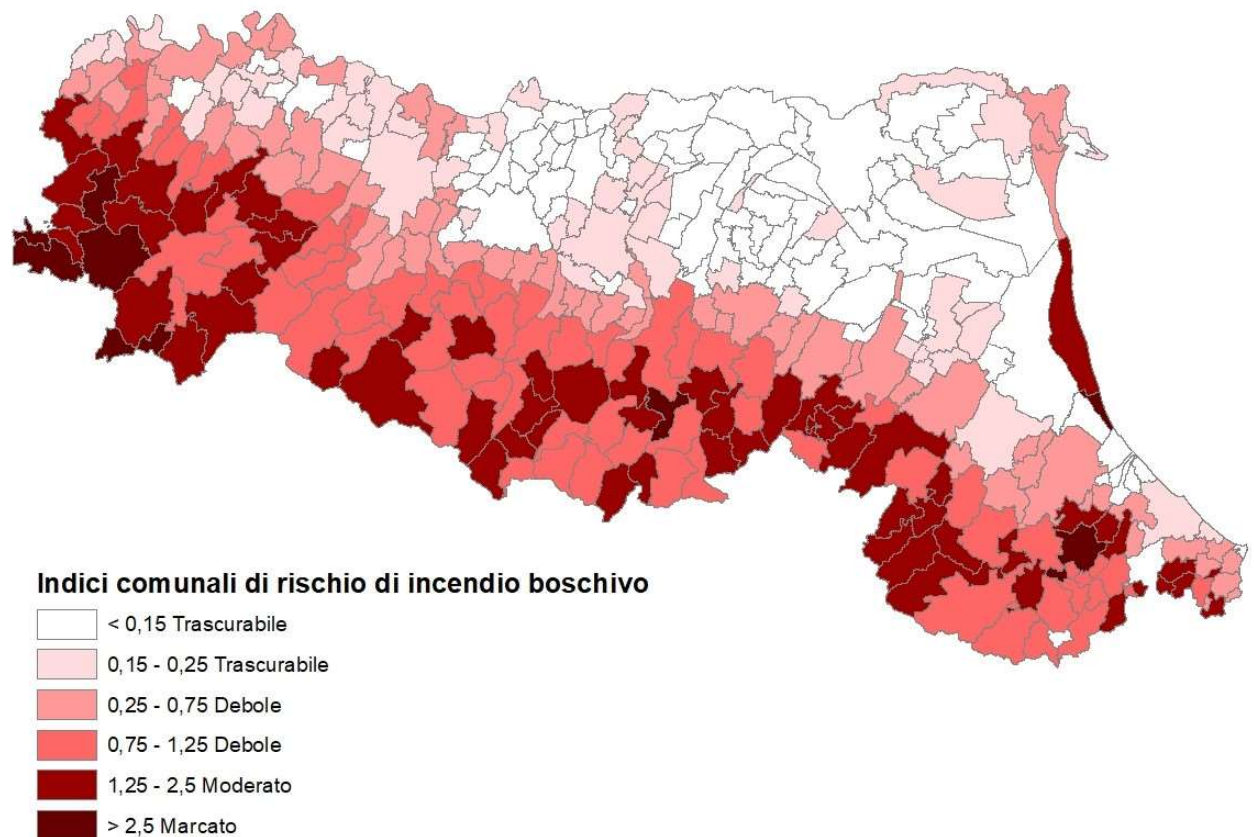 Indici comunali di rischio di incendio boschivo
< 0,15 Trascurabile
0,15 - 0,25 Trascurabile
0,25 - 0,75 Debole
0,75 - 1,25 Debole
1,25 - 2,5 Moderato
> 2,5 Marcato